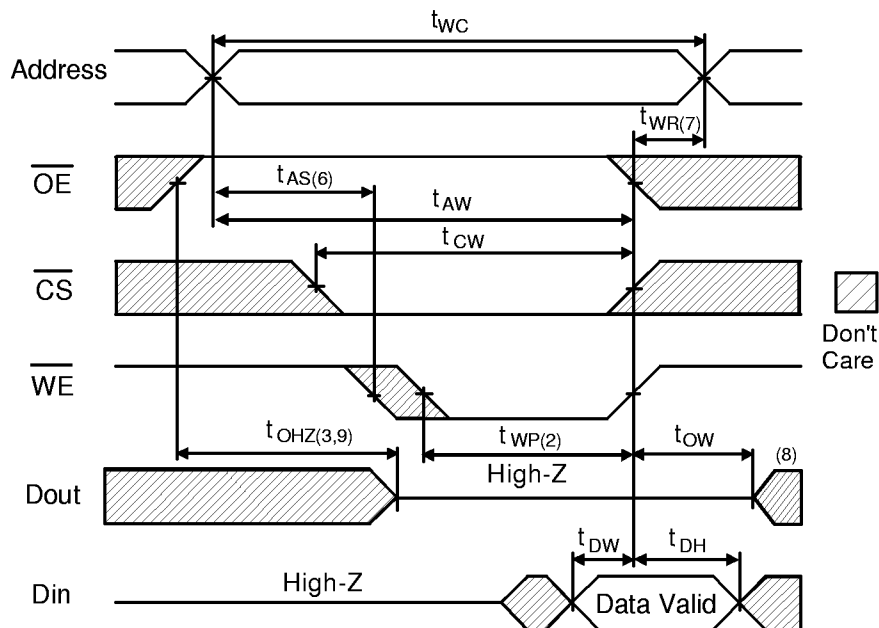 tWC
Address
tWR(7)
OE
tAS(6)
tAW
tCW
CS
Don't
Care
WE
tOHZ(3,9)
tWP(2)
tOW
(8)
High-Z
Dout
tDW
tDH
High-Z
Din
Data Valid